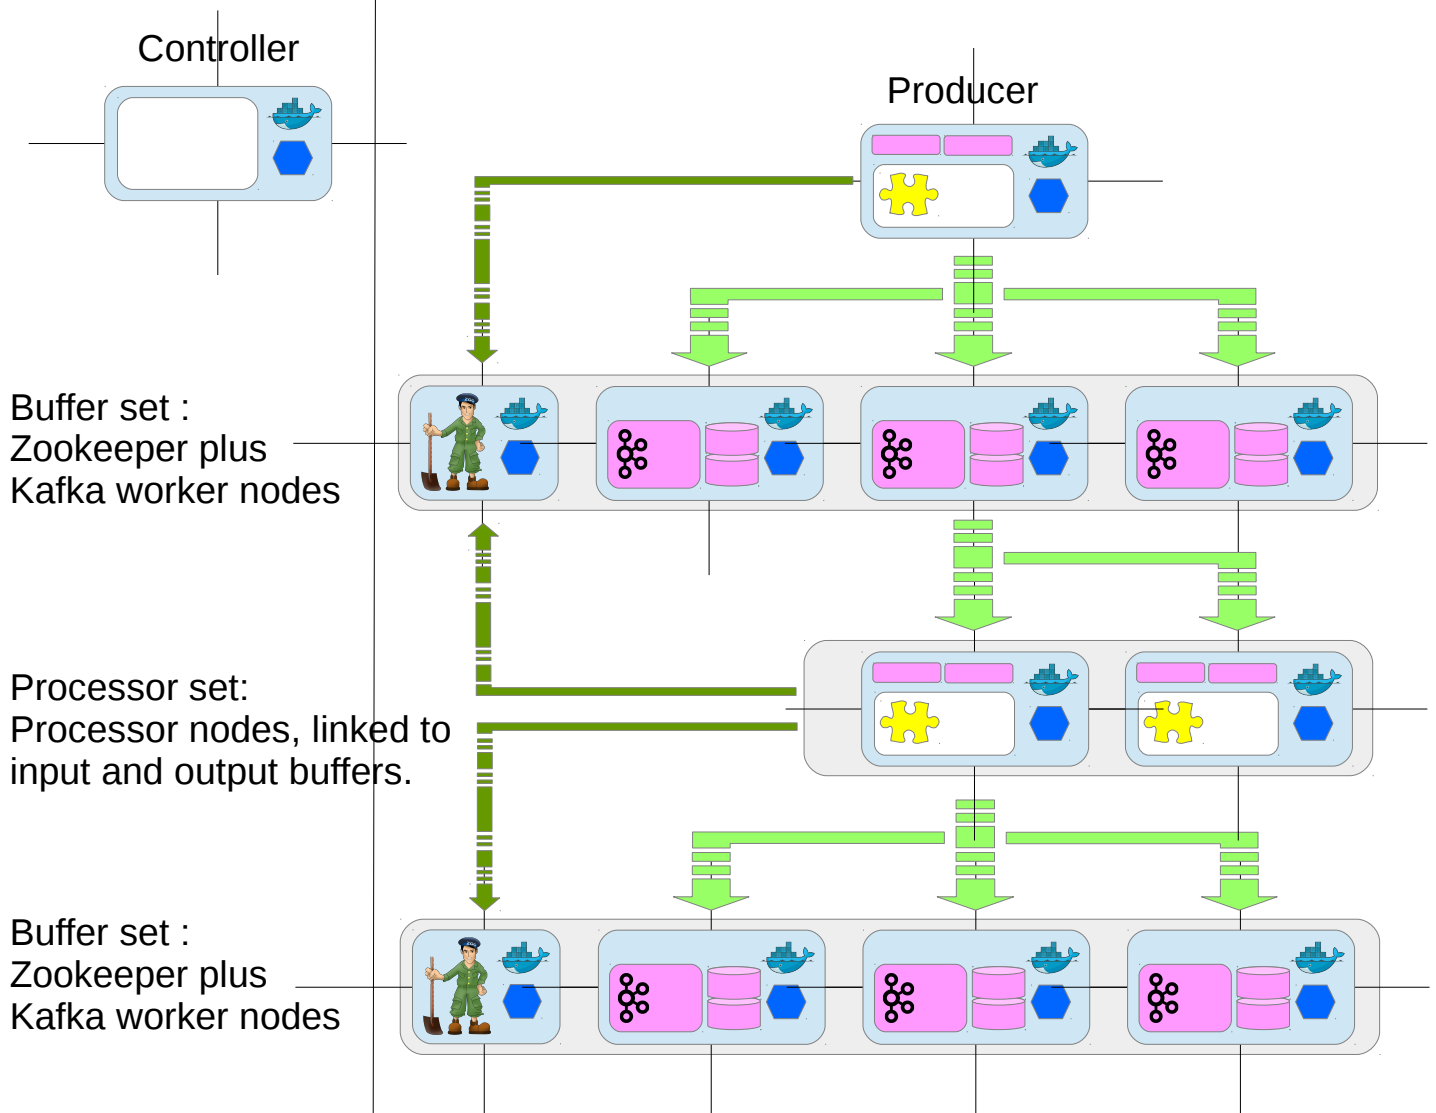 Controller
Producer
Buffer set :
Zookeeper plus
Kafka worker nodes
Processor set:
Processor nodes, linked to
input and output buffers.
Buffer set :
Zookeeper plus
Kafka worker nodes